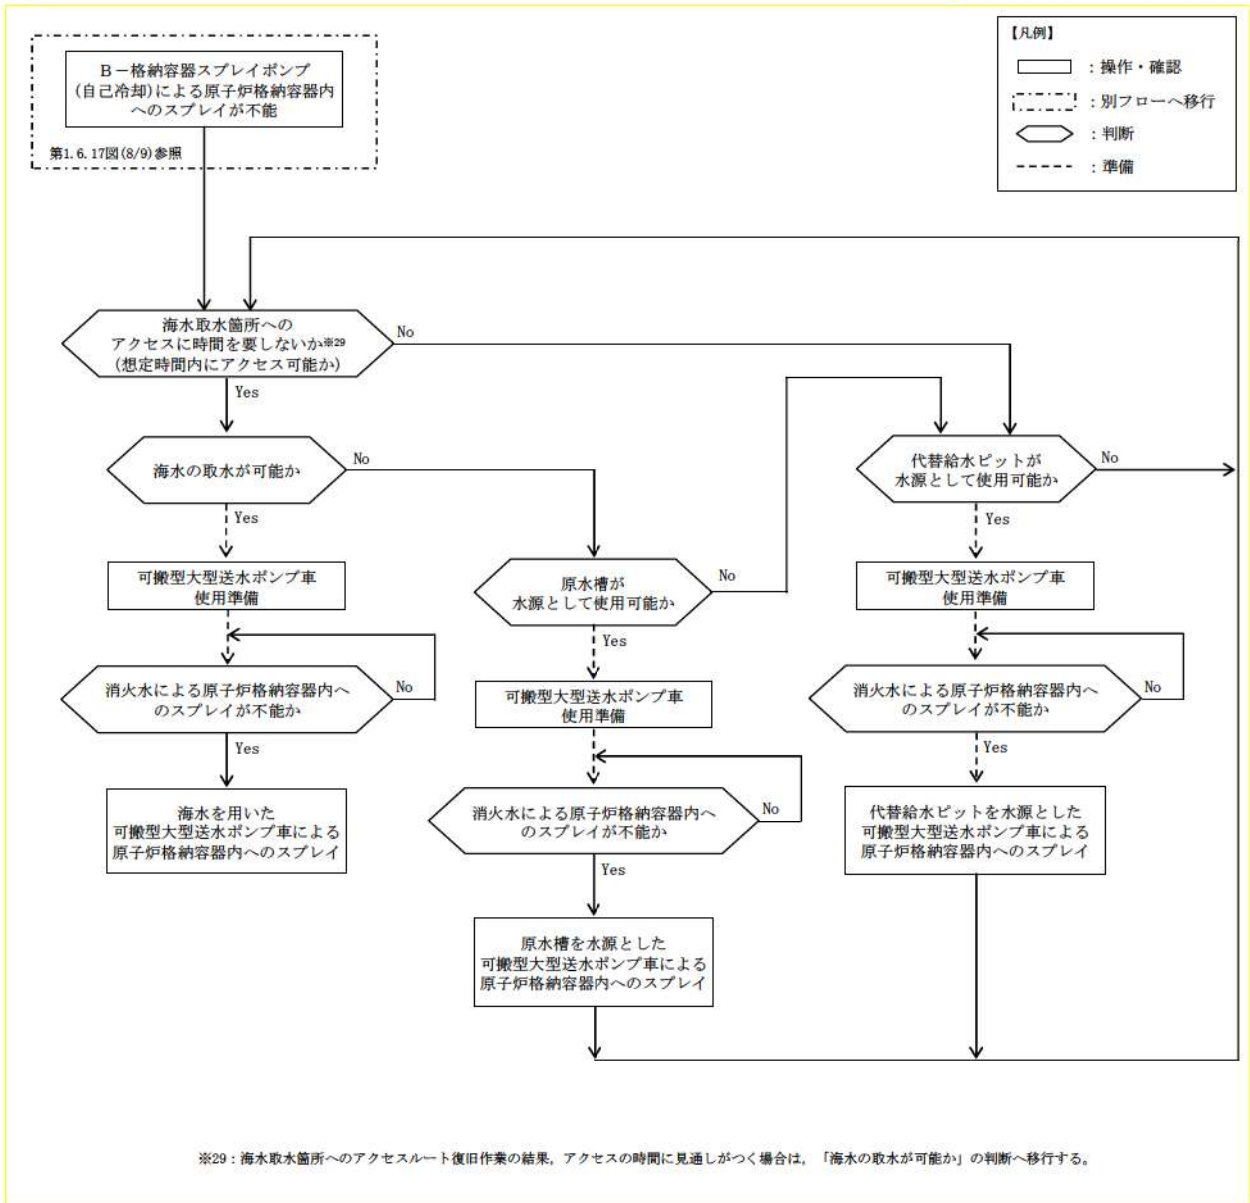 B－格納容器スプレイポンプ
(自己冷却)による原子炉格納容器内
へのスプレイが不能
第1.6.17図(8/9)参照
【凡例】
：操作・確認
：別フローへ移行
：判断
：準備
海水取水箇所への
アクセスに時間を要しないか※29
(想定時間内にアクセス可能か)
No
Yes
海水の取水が可能か
No
Yes
可搬型大型送水ポンプ車
使用準備
消火水による原子炉格納容器内へ
のスプレイが不能か
No
Yes
海水を用いた
可搬型大型送水ポンプ車による
原子炉格納容器内へのスプレイ
原水槽が
水源として使用可能か
No
Yes
可搬型大型送水ポンプ車
使用準備
消火水による原子炉格納容器内へ
のスプレイが不能か
No
Yes
原水槽を水源とした
可搬型大型送水ポンプ車による
原子炉格納容器内へのスプレイ
代替給水ピットが
水源として使用可能か
No
Yes
可搬型大型送水ポンプ車
使用準備
消火水による原子炉格納容器内へ
のスプレイが不能か
No
Yes
代替給水ピットを水源とした
可搬型大型送水ポンプ車による
原子炉格納容器内へのスプレイ
※29：海水取水箇所へのアクセスルート復旧作業の結果，アクセスの時間に見通しがつく場合は，「海水の取水が可能か」の判断へ移行する。